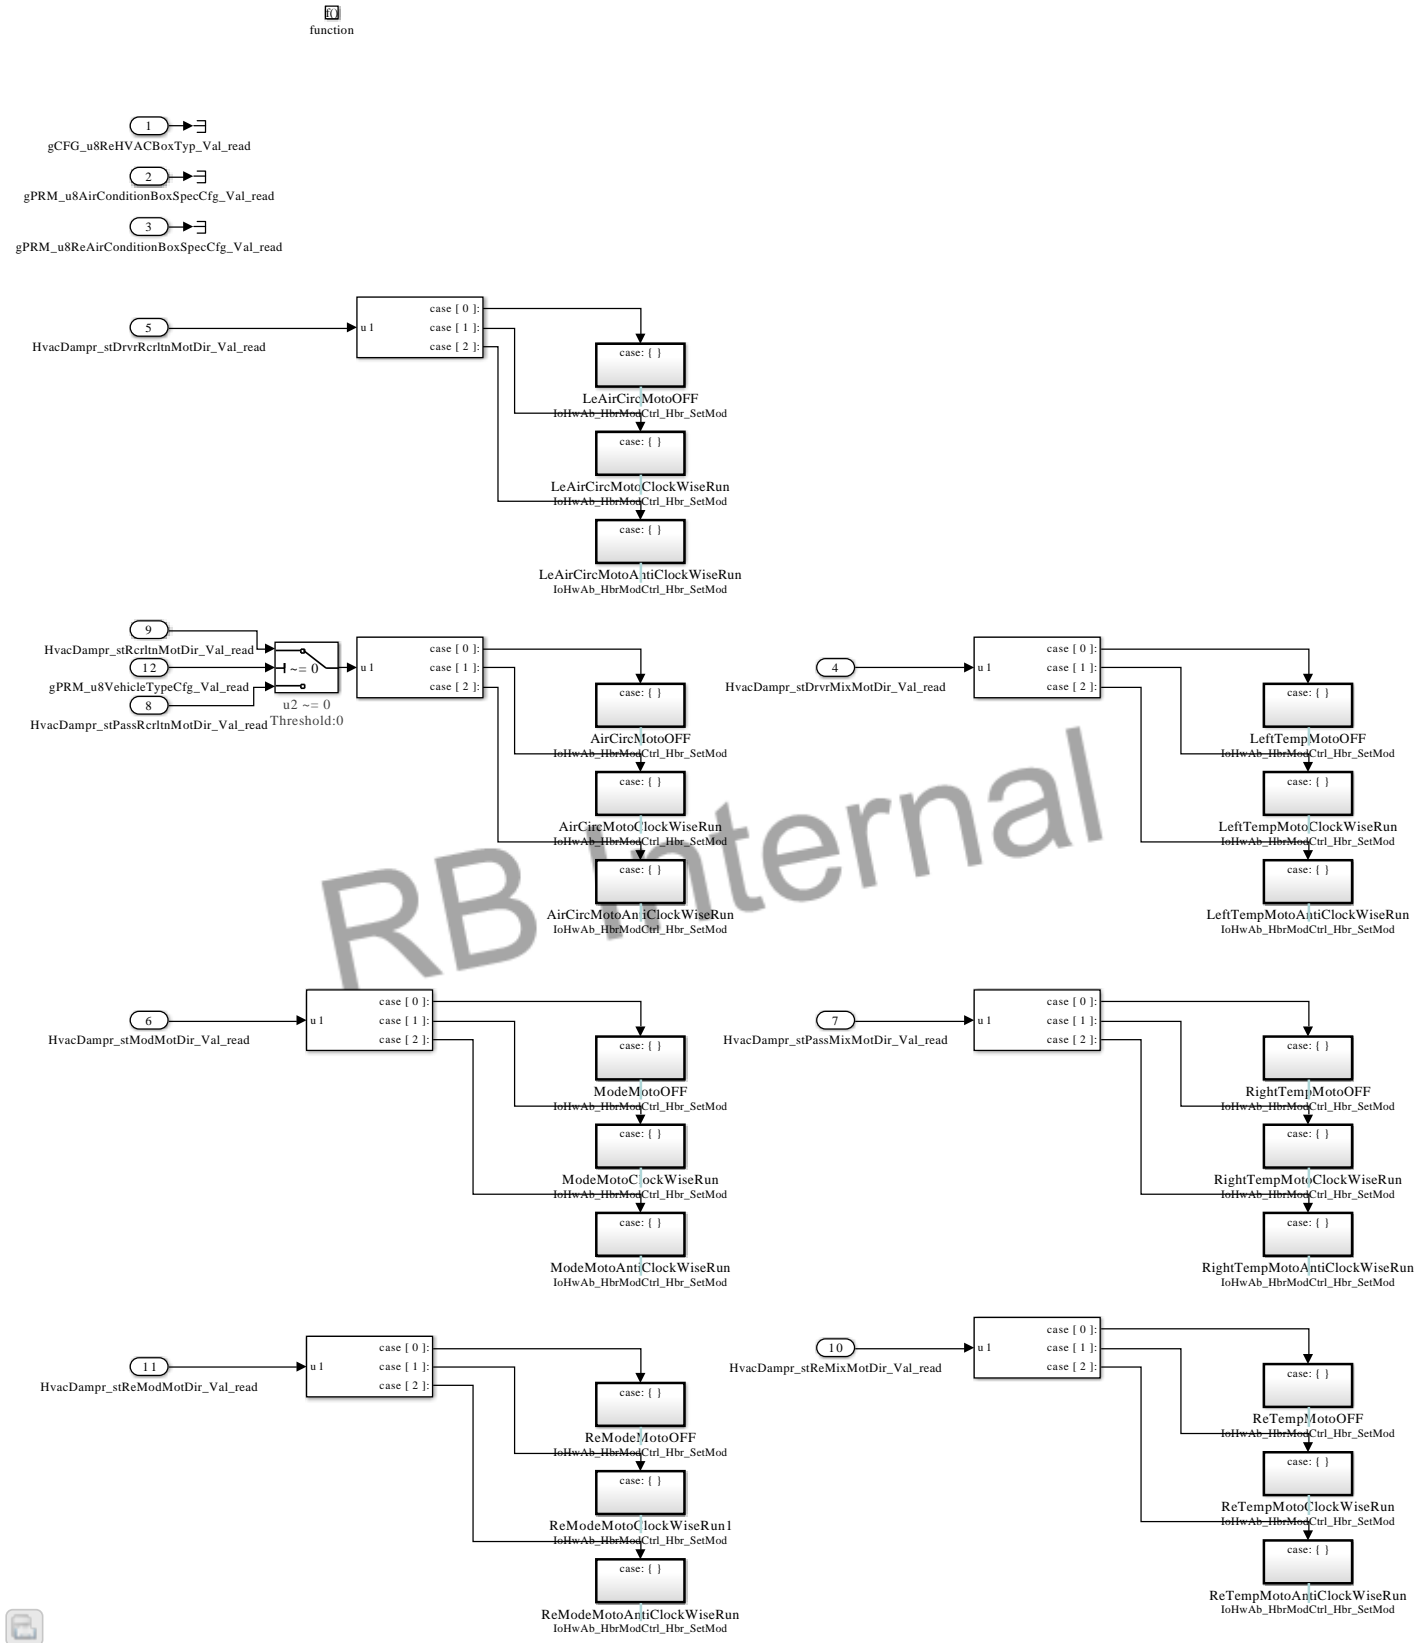 f()
function
1
gCFG_u8ReHVACBoxTyp_Val_read
2
gPRM_u8AirConditionBoxSpecCfg_Val_read
3
gPRM_u8ReAirConditionBoxSpecCfg_Val_read
5
HvacDampr_stDrvrRcrltnMotDir_Val_read
u1
case [ 0 ]:
case [ 1 ]:
case [ 2 ]:
case: { }
LeAirCircMotoOFF
IoHwAb_HbrModCtrl_Hbr_SetMod
case: { }
LeAirCircMotoClockWiseRun
IoHwAb_HbrModCtrl_Hbr_SetMod
case: { }
LeAirCircMotoAntiClockWiseRun
IoHwAb_HbrModCtrl_Hbr_SetMod
9
HvacDampr_stRcrltnMotDir_Val_read
12
gPRM_u8VehicleTypeCfg_Val_read
8
HvacDampr_stPassRcrltnMotDir_Val_read
~= 0
u2 ~= 0
Threshold:0
u1
case [ 0 ]:
case [ 1 ]:
case [ 2 ]:
case: { }
AirCircMotoOFF
IoHwAb_HbrModCtrl_Hbr_SetMod
case: { }
AirCircMotoClockWiseRun
IoHwAb_HbrModCtrl_Hbr_SetMod
case: { }
AirCircMotoAntiClockWiseRun
IoHwAb_HbrModCtrl_Hbr_SetMod
4
HvacDampr_stDrvrMixMotDir_Val_read
u1
case [ 0 ]:
case [ 1 ]:
case [ 2 ]:
case: { }
LeftTempMotoOFF
IoHwAb_HbrModCtrl_Hbr_SetMod
case: { }
LeftTempMotoClockWiseRun
IoHwAb_HbrModCtrl_Hbr_SetMod
case: { }
LeftTempMotoAntiClockWiseRun
IoHwAb_HbrModCtrl_Hbr_SetMod
RB Internal
6
HvacDampr_stModMotDir_Val_read
u1
case [ 0 ]:
case [ 1 ]:
case [ 2 ]:
case: { }
ModeMotoOFF
IoHwAb_HbrModCtrl_Hbr_SetMod
case: { }
ModeMotoClockWiseRun
IoHwAb_HbrModCtrl_Hbr_SetMod
case: { }
ModeMotoAntiClockWiseRun
IoHwAb_HbrModCtrl_Hbr_SetMod
7
HvacDampr_stPassMixMotDir_Val_read
u1
case [ 0 ]:
case [ 1 ]:
case [ 2 ]:
case: { }
RightTempMotoOFF
IoHwAb_HbrModCtrl_Hbr_SetMod
case: { }
RightTempMotoClockWiseRun
IoHwAb_HbrModCtrl_Hbr_SetMod
case: { }
RightTempMotoAntiClockWiseRun
IoHwAb_HbrModCtrl_Hbr_SetMod
11
HvacDampr_stReModMotDir_Val_read
u1
case [ 0 ]:
case [ 1 ]:
case [ 2 ]:
case: { }
ReModeMotoOFF
IoHwAb_HbrModCtrl_Hbr_SetMod
case: { }
ReModeMotoClockWiseRun1
IoHwAb_HbrModCtrl_Hbr_SetMod
case: { }
ReModeMotoAntiClockWiseRun
IoHwAb_HbrModCtrl_Hbr_SetMod
10
HvacDampr_stReMixMotDir_Val_read
u1
case [ 0 ]:
case [ 1 ]:
case [ 2 ]:
case: { }
ReTempMotoOFF
IoHwAb_HbrModCtrl_Hbr_SetMod
case: { }
ReTempMotoClockWiseRun
IoHwAb_HbrModCtrl_Hbr_SetMod
case: { }
ReTempMotoAntiClockWiseRun
IoHwAb_HbrModCtrl_Hbr_SetMod